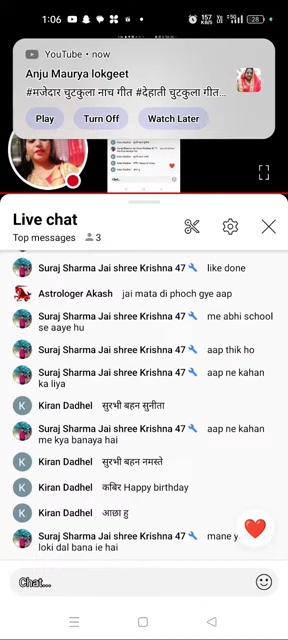 1:06
157 KB/S
5G
28
YouTube • now
Anju Maurya lokgeet
#मजेदार चुटकुला नाच गीत #देहाती चुटकुला गीत...
Play Turn Off Watch Later
Live chat
Top messages 3
Suraj Sharma Jai shree Krishna 47 like done
Astrologer Akash jai mata di phoch gye aap
Suraj Sharma Jai shree Krishna 47 me abhi school
se aaye hu
Suraj Sharma Jai shree Krishna 47 aap thik ho
Suraj Sharma Jai shree Krishna 47 aap ne kahan
ka liya
K Kiran Dadhel सुरभी बहन सुनीता
Suraj Sharma Jai shree Krishna 47 aap ne kahan
me kya banaya hai
K Kiran Dadhel सुरभी बहन नमस्ते
K Kiran Dadhel कबिर Happy birthday
K Kiran Dadhel आछा हु
Suraj Sharma Jai shree Krishna 47 mane y
loki dal bana ie hai
Chat...